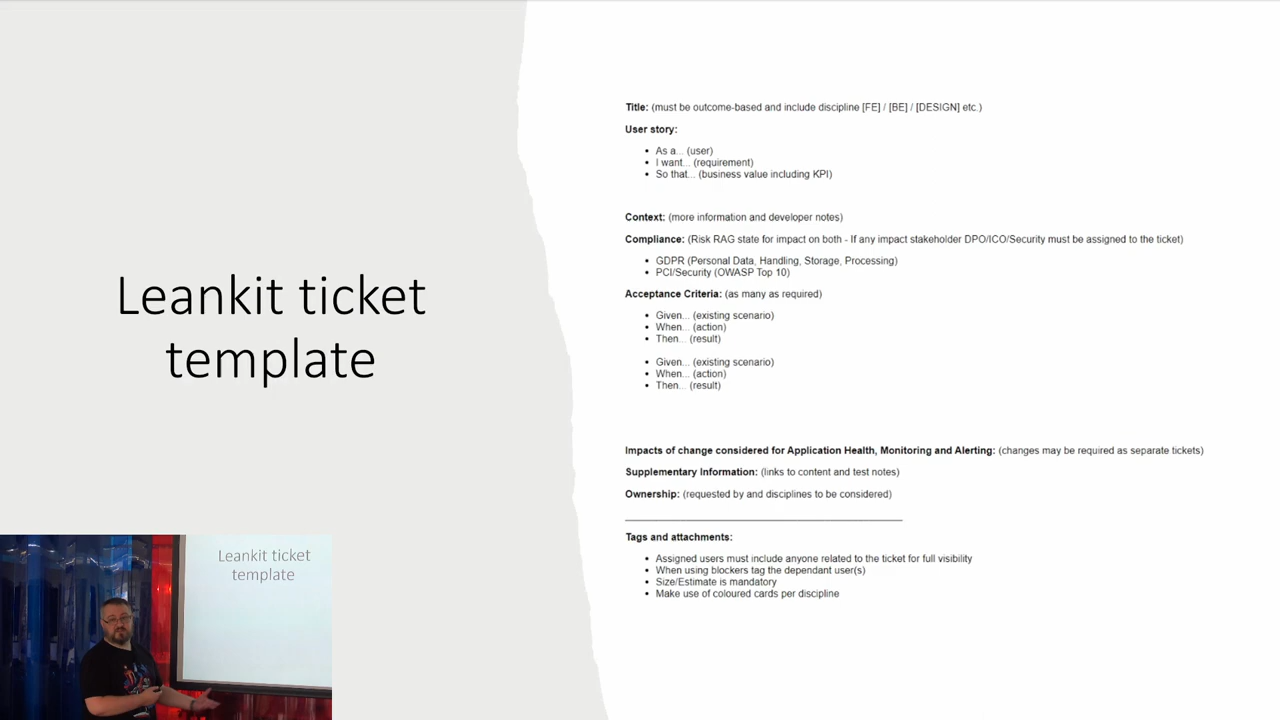 Leankit ticket
template
Title: (must be outcome-based and include discipline [FE] / [BE] / [DESIGN] etc.)
User story:
• As a... (user)
• I want... (requirement)
• So that... (business value including KPI)
Context: (more information and developer notes)
Compliance: (Risk RAG state for impact on both - If any impact stakeholder DPO/ICO/Security must be assigned to the ticket)
• GDPR (Personal Data, Handling, Storage, Processing)
• PCI/Security (OWASP Top 10)
Acceptance Criteria: (as many as required)
• Given... (existing scenario)
• When... (action)
• Then... (result)
• Given... (existing scenario)
• When... (action)
• Then... (result)
Impacts of change considered for Application Health, Monitoring and Alerting: (changes may be required as separate tickets)
Supplementary Information: (links to content and test notes)
Ownership: (requested by and disciplines to be considered)
Tags and attachments:
• Assigned users must include anyone related to the ticket for full visibility
• When using blockers tag the dependant user(s)
• Size/Estimate is mandatory
• Make use of coloured cards per discipline
Leankit ticket
template